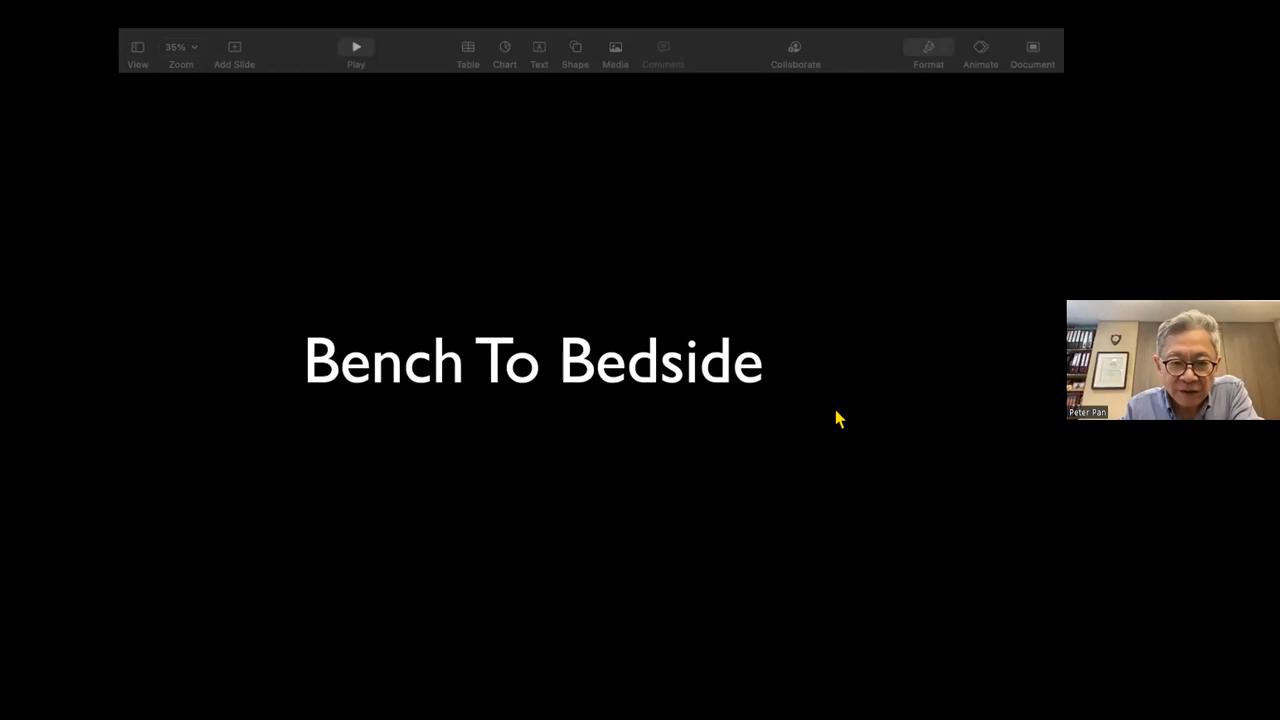 35%
View
Zoom
Add Slide
Play
Table
Chart
Text
Shape
Media
Comment
Collaborate
Format
Animate
Document
Bench To Bedside
Peter Pan